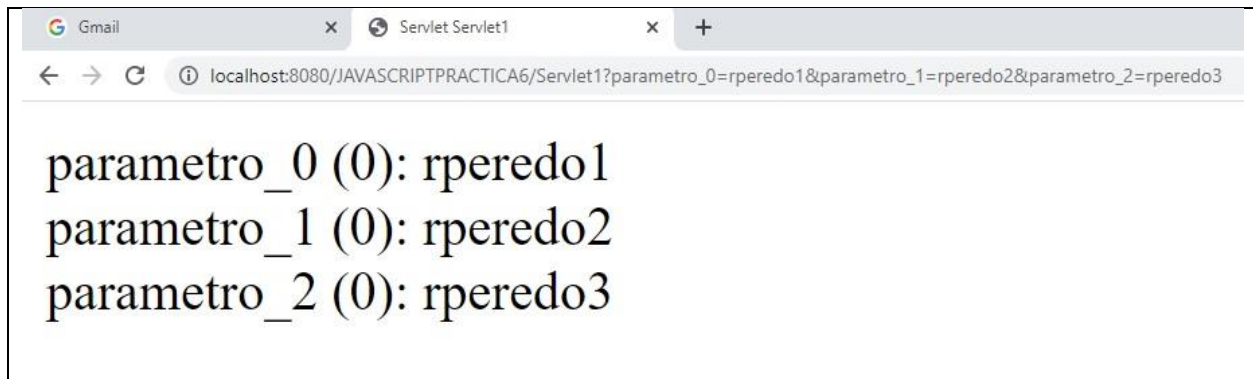 Gmail
Servlet Servlet1
localhost:8080/JAVASCRIPTPRACTICA6/Servlet1?parametro_0=rperedo1&parametro_1=rperedo2&parametro_2=rperedo3
parametro_0 (0): rperedo1
parametro_1 (0): rperedo2
parametro_2 (0): rperedo3